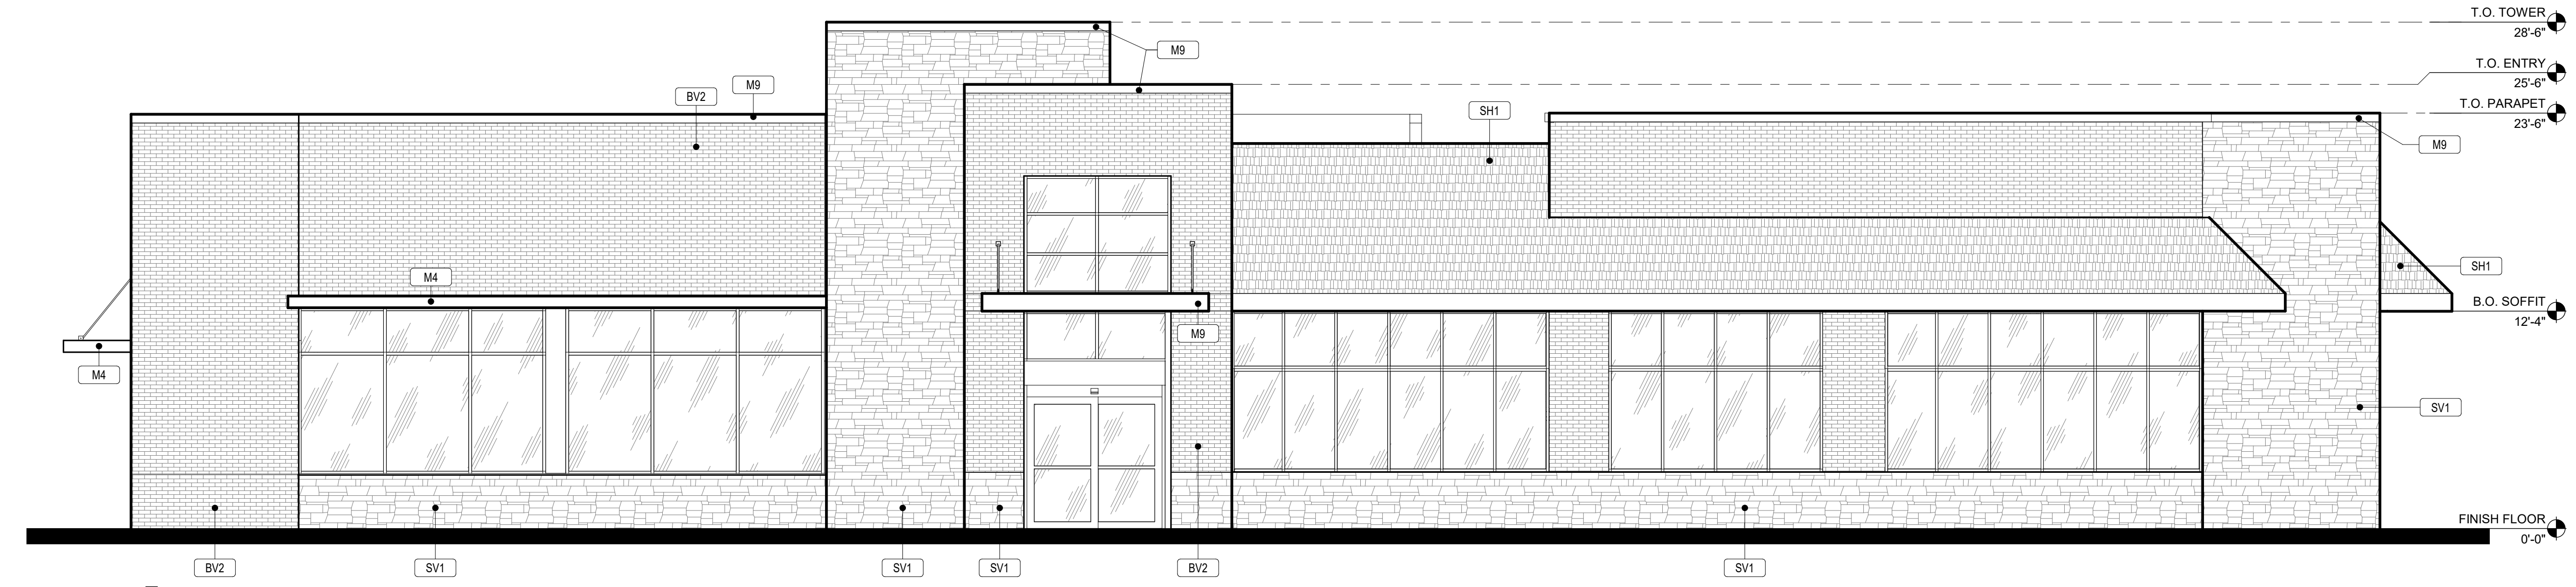 T.O. TOWER
28'-6"
M9
T.O. ENTRY
25'-6"
M9
BV2
T.O. PARAPET
23'-6"
SH1
M9
SH1
M4
B.O. SOFFIT
12'-4"
M9
M4
SV1
FINISH FLOOR
0'-0"
BV2
SV1
SV1
SV1
BV2
SV1